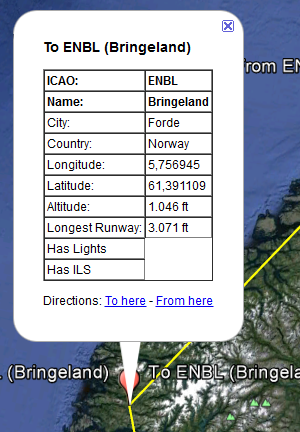 To ENBL (Bringeland)
from EN
ICAO: ENBL
Name: Bringeland
City: Forde
Country: Norway
Longitude: 5,756945
Latitude: 61,391109
Altitude: 1.046 ft
Longest Runway: 3.071 ft
Has Lights
Has ILS
Directions: To here - From here
(Bringeland) To ENBL (Bringela